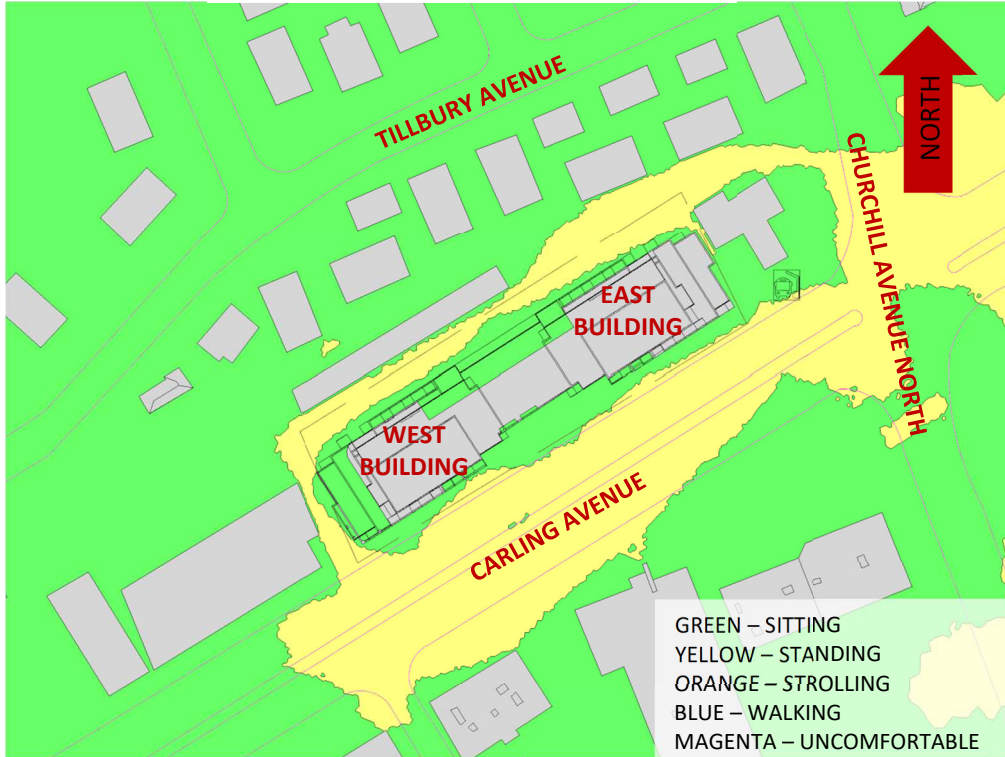 NORTH
TILLBURY AVENUE
CHURCHILL AVENUE NORTH
EAST
BUILDING
WEST
BUILDING
CARLING AVENUE
GREEN – SITTING
YELLOW – STANDING
ORANGE – STROLLING
BLUE – WALKING
MAGENTA – UNCOMFORTABLE